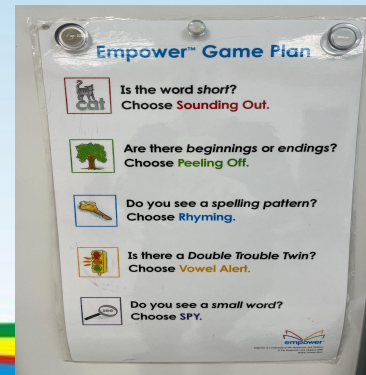 Empower™ Game Plan
cat
Is the word short?
Choose Sounding Out.
Are there beginnings or endings?
Choose Peeling Off.
Do you see a spelling pattern?
Choose Rhyming.
Is there a Double Trouble Twin?
Choose Vowel Alert.
see
Do you see a small word?
Choose SPY.
empower™